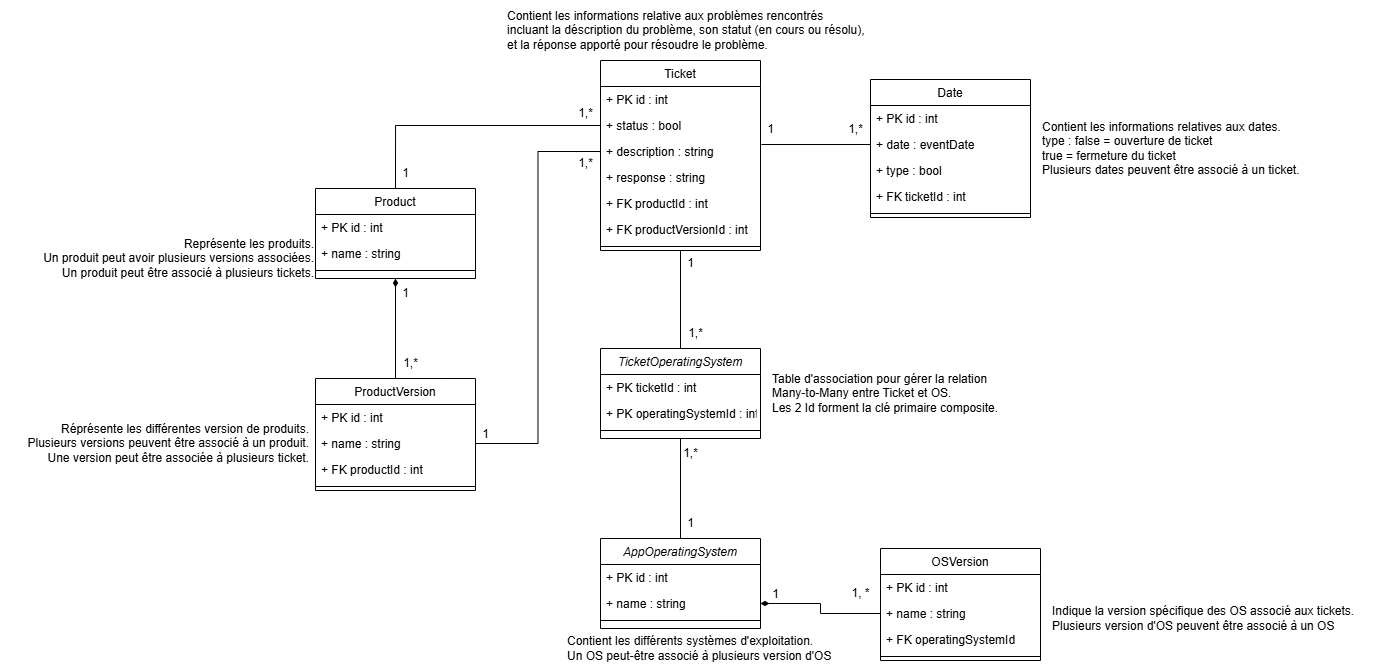 Contient les informations relative aux problèmes rencontrés
incluant la déscription du problème, son statut (en cours ou résolu),
et la réponse apporté pour résoudre le problème.
Ticket
+ PK id : int
+ status : bool
+ description : string
+ response : string
+ FK productId : int
+ FK productVersionId : int
1,*
1,*
1
1,*
Date
+ PK id : int
+ date : eventDate
+ type : bool
+ FK ticketId : int
Contient les informations relatives aux dates.
type : false = ouverture de ticket
true = fermeture du ticket
Plusieurs dates peuvent être associé à un ticket.
1
Product
+ PK id : int
+ name : string
Représente les produits.
Un produit peut avoir plusieurs versions associées.
Un produit peut être associé à plusieurs tickets.
1
1,*
ProductVersion
+ PK id : int
+ name : string
+ FK productId : int
1
Réprésente les différentes version de produits.
Plusieurs versions peuvent être associé à un produit.
Une version peut être associée à plusieurs ticket.
1
1,*
TicketOperatingSystem
+ PK ticketId : int
+ PK operatingSystemId : int
Table d'association pour gérer la relation
Many-to-Many entre Ticket et OS.
Les 2 Id forment la clé primaire composite.
1,*
1
AppOperatingSystem
+ PK id : int
+ name : string
1
1, *
Contient les différents systèmes d'exploitation.
Un OS peut-être associé à plusieurs version d'OS
OSVersion
+ PK id : int
+ name : string
+ FK operatingSystemId
Indique la version spécifique des OS associé aux tickets.
Plusieurs version d'OS peuvent être associé à un OS